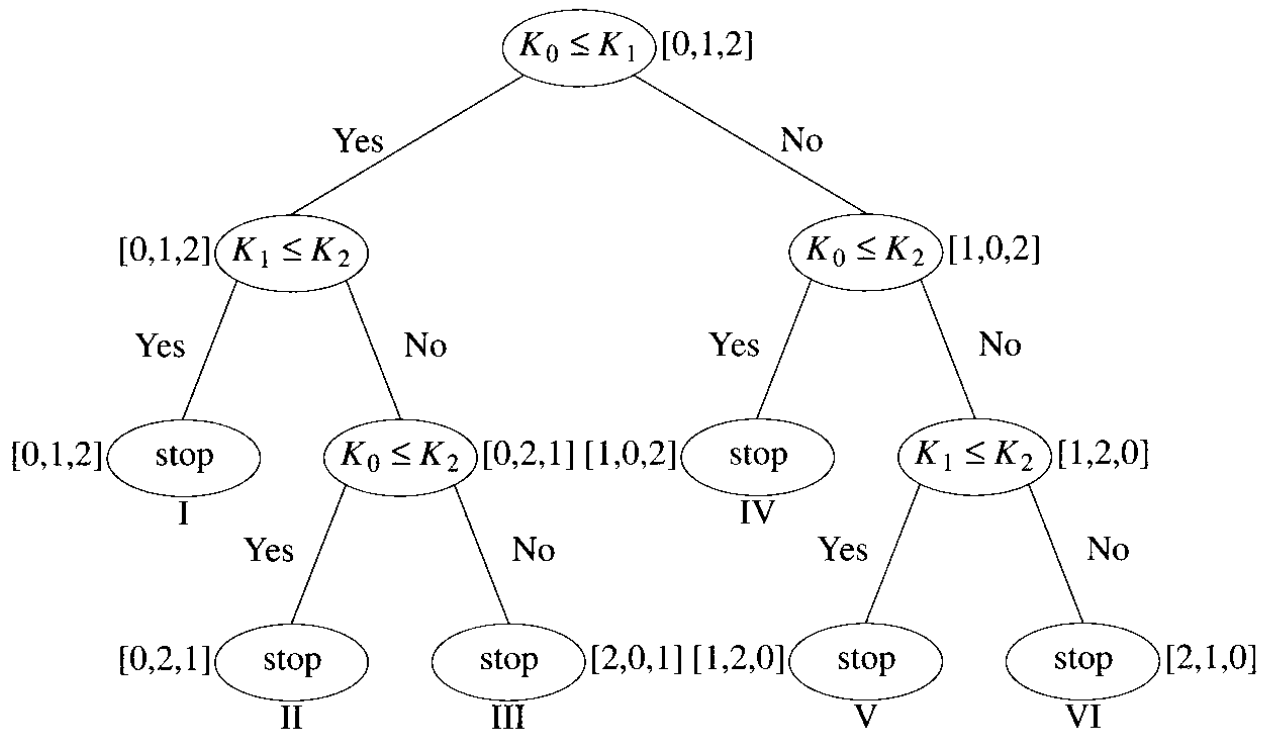 K₀ ≤ K₁ [0,1,2]
Yes No
[0,1,2] K₁ ≤ K₂ K₀ ≤ K₂ [1,0,2]
Yes No Yes No
[0,1,2] stop K₀ ≤ K₂ [0,2,1] [1,0,2] stop K₁ ≤ K₂ [1,2,0]
I IV
Yes No Yes No
[0,2,1] stop stop [2,0,1] [1,2,0] stop stop [2,1,0]
II III V VI